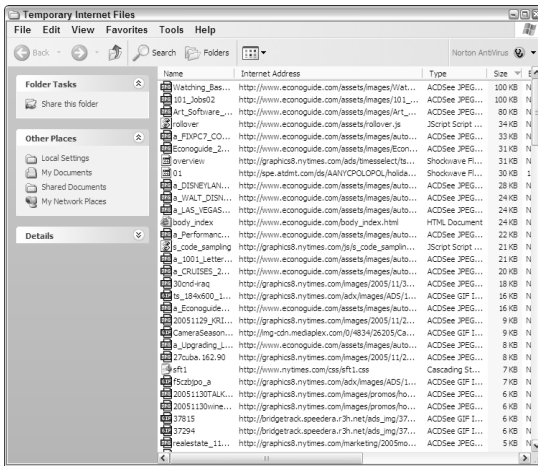 Temporary Internet Files
File Edit View Favorites Tools Help
Back Search Folders Norton AntiVirus
Folder Tasks
Share this folder
Other Places
Local Settings
My Documents
Shared Documents
My Network Places
Details
Name Internet Address Type Size
Watching_Bas... http://www.econoguide.com/assets/images/Wat... ACDSee JPEG... 100 KB N
101_Jobs02 http://www.econoguide.com/assets/images/101_... ACDSee JPEG... 100 KB N
Art_Software_... http://www.econoguide.com/assets/images/Art_... ACDSee JPEG... 80 KB N
rollover http://www.econoguide.com/assets/rollover.js JScript Script ... 34 KB N
a_FIXPC7_CO... http://www.econoguide.com/assets/images/auto... ACDSee JPEG... 33 KB N
Econoguide_2... http://www.econoguide.com/assets/images/Econ... ACDSee JPEG... 31 KB N
overview http://graphics8.nytimes.com/ads/timesselect/ts... Shockwave Fl... 31 KB N
01 http://spe.atdmt.com/ds/AANYCPOLOPOL/holida... Shockwave Fl... 30 KB 1
a_DISNEYLAN... http://www.econoguide.com/assets/images/auto... ACDSee JPEG... 28 KB N
a_WALT_DISN... http://www.econoguide.com/assets/images/auto... ACDSee JPEG... 24 KB N
a_LAS_VEGAS... http://www.econoguide.com/assets/images/auto... ACDSee JPEG... 24 KB N
body_index http://www.econoguide.com/body_index.html HTML Document 24 KB N
a_Performanc... http://www.econoguide.com/assets/images/auto... ACDSee JPEG... 22 KB N
s_code_sampling http://graphics8.nytimes.com/js/s_code_samplin... JScript Script ... 21 KB N
a_1001_Letter... http://www.econoguide.com/assets/images/auto... ACDSee JPEG... 21 KB N
a_CRUISES_2... http://www.econoguide.com/assets/images/auto... ACDSee JPEG... 20 KB N
30cnd-iraq http://graphics8.nytimes.com/images/2005/11/3... ACDSee JPEG... 18 KB N
ts_184x600_1... http://graphics8.nytimes.com/adx/images/ADS/1... ACDSee GIF I... 16 KB N
a_Econoguide... http://www.econoguide.com/assets/images/auto... ACDSee JPEG... 16 KB N
20051129_KRI... http://graphics8.nytimes.com/images/2005/11/2... ACDSee JPEG... 9 KB N
CameraSeason... http://img-cdn.mediaplex.com/0/4834/26205/Ca... ACDSee GIF I... 9 KB N
a_Upgrading_L... http://www.econoguide.com/assets/images/auto... ACDSee JPEG... 8 KB N
27cuba.162.90 http://graphics8.nytimes.com/images/2005/11/2... ACDSee JPEG... 8 KB N
sft1 http://www.nytimes.com/css/sft1.css Cascading St... 7 KB N
f5czbjpo_a http://graphics8.nytimes.com/adx/images/ADS/1... ACDSee GIF I... 7 KB N
20051130TALK... http://graphics8.nytimes.com/images/promos/ho... ACDSee JPEG... 6 KB N
20051130wine... http://graphics8.nytimes.com/images/promos/ho... ACDSee JPEG... 6 KB N
37815 http://bridgetrack.speedera.r3h.net/ads_img/37... ACDSee GIF I... 6 KB N
37294 http://bridgetrack.speedera.r3h.net/ads_img/37... ACDSee GIF I... 6 KB N
realestate_11... http://graphics8.nytimes.com/marketing/2005mo... ACDSee JPEG... 5 KB N